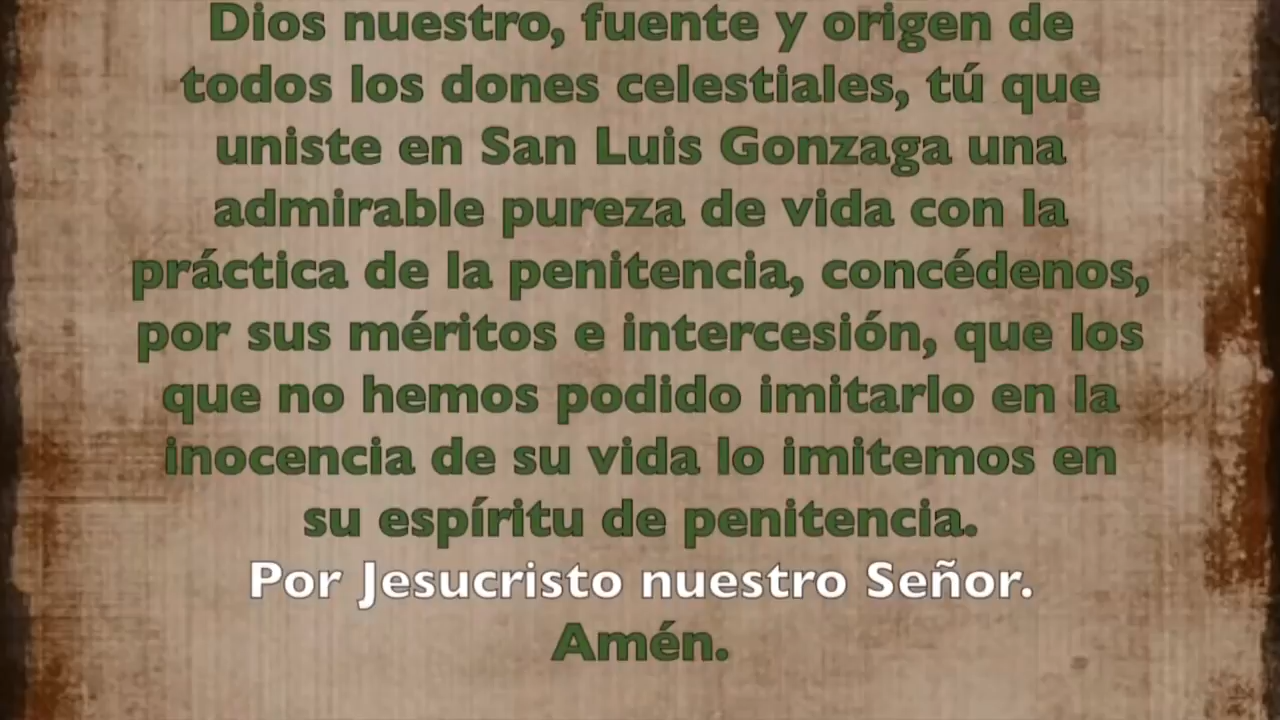 Dios nuestro, fuente y origen de
todos los dones celestiales, tú que
uniste en San Luis Gonzaga una
admirable pureza de vida con la
práctica de la penitencia, concédenos,
por sus méritos e intercesión, que los
que no hemos podido imitarlo en la
inocencia de su vida lo imitemos en
su espíritu de penitencia.
Por Jesucristo nuestro Señor.
Amén.